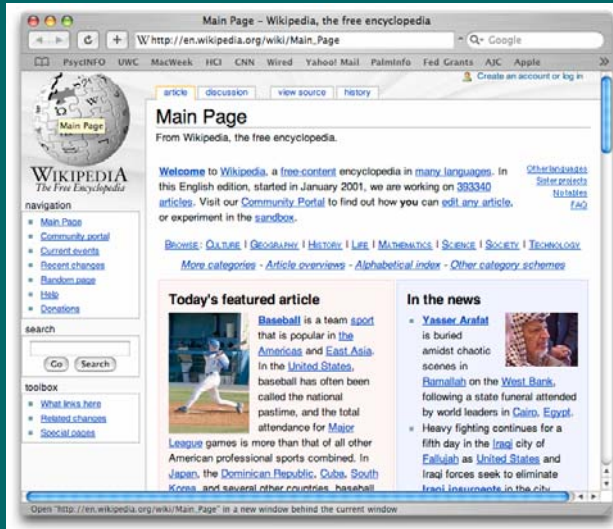 Main Page – Wikipedia, the free encyclopedia
http://en.wikipedia.org/wiki/Main_Page
Google
PsycINFO UWC MacWeek HCI CNN Wired Yahoo! Mail PalmInfo Fed Grants AJC Apple
Create an account or log in
article discussion view source history
Main Page
From Wikipedia, the free encyclopedia.
Main Page
WIKIPEDIA
The Free Encyclopedia
navigation
Main Page
Community portal
Current events
Recent changes
Random page
Help
Donations
search
Go Search
toolbox
What links here
Related changes
Special pages
Welcome to Wikipedia, a free-content encyclopedia in many languages. In
this English edition, started in January 2001, we are working on 393340
articles. Visit our Community Portal to find out how you can edit any article,
or experiment in the sandbox.
Other languages
Sister projects
No tables
FAQ
BROWSE: CULTURE | GEOGRAPHY | HISTORY | LIFE | MATHEMATICS | SCIENCE | SOCIETY | TECHNOLOGY
More categories - Article overviews - Alphabetical index - Other category schemes
Today's featured article
Baseball is a team sport
that is popular in the
Americas and East Asia.
In the United States,
baseball has often been
called the national
pastime, and the total
attendance for Major
League games is more than that of all other
American professional sports combined. In
Japan, the Dominican Republic, Cuba, South
Korea, and several other countries, baseball
In the news
Yasser Arafat
is buried
amidst chaotic
scenes in
Ramallah on the West Bank,
following a state funeral attended
by world leaders in Cairo, Egypt.
Heavy fighting continues for a
fifth day in the Iraqi city of
Fallujah as United States and
Iraqi forces seek to eliminate
Iraqi insurgents in the city
Open "http://en.wikipedia.org/wiki/Main_Page" in a new window behind the current window